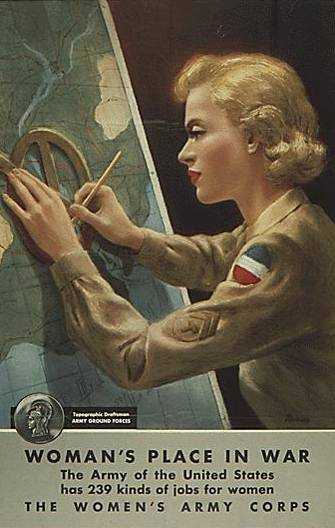 Topographic Draftsman
ARMY GROUND FORCES
WOMAN'S PLACE IN WAR
The Army of the United States
has 239 kinds of jobs for women
THE WOMEN'S ARMY CORPS